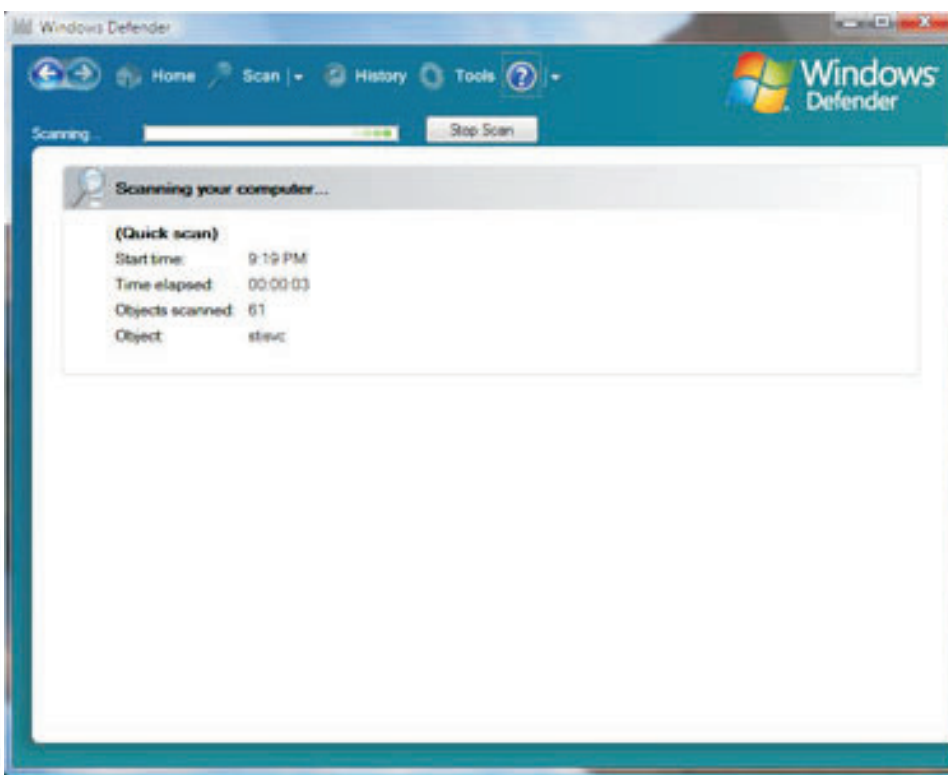 Windows Defender
Home Scan History Tools ?
Windows
Defender
Scanning...
Stop Scan
Scanning your computer...
(Quick scan)
Start time: 9:19 PM
Time elapsed: 00:00:03
Objects scanned: 61
Object: stisvc